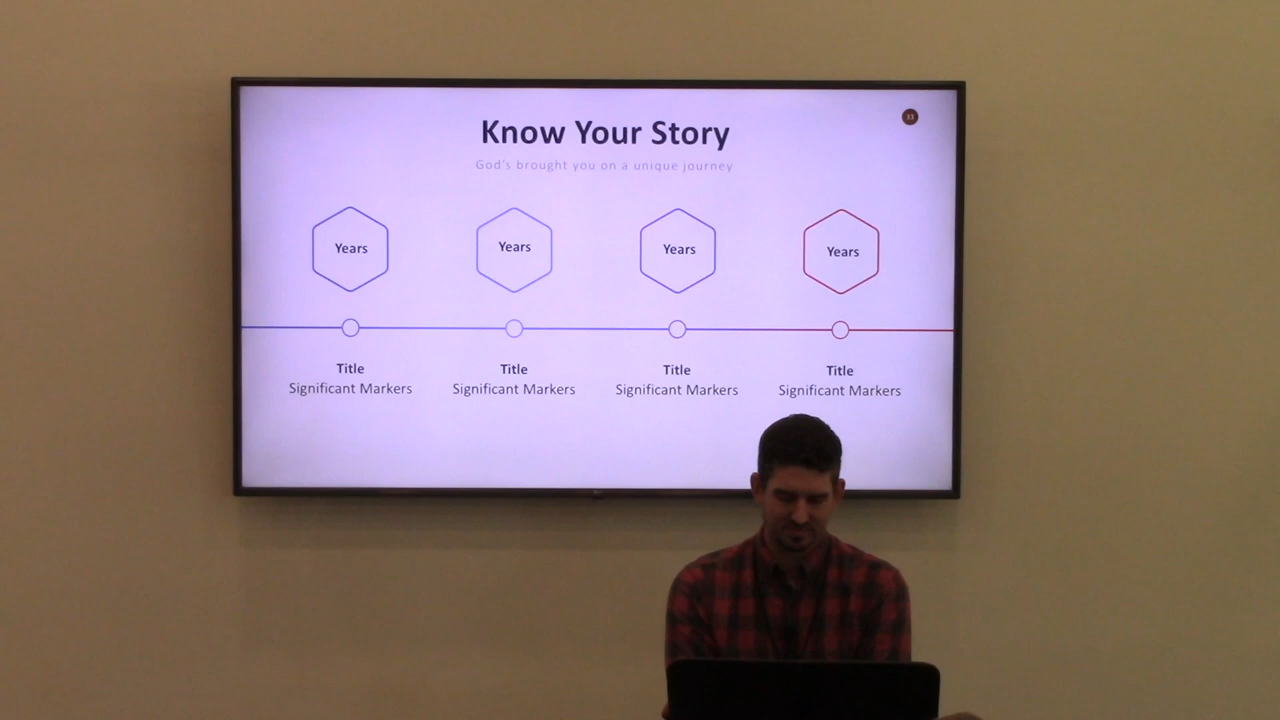 Know Your Story
33
God's brought you on a unique journey
Years Years Years Years
Title Title Title Title
Significant Markers Significant Markers Significant Markers Significant Markers